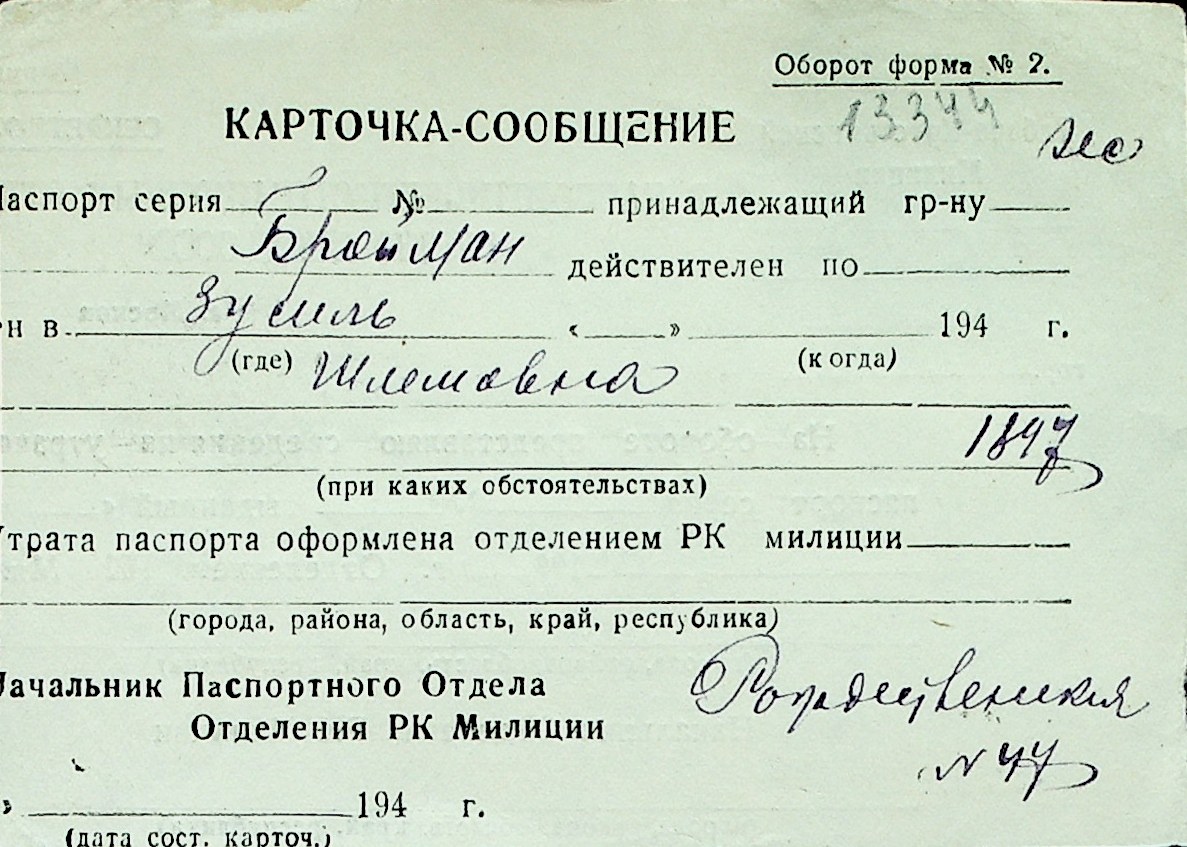 Оборот форма № 2.
13344
КАРТОЧКА-СООБЩЕНИЕ
Паспорт серия № принадлежащий гр-ну
Бройман
действителен по
Зусиль
н в « » 194 г.
(где) (когда)
Шлемовна
1897
(при каких обстоятельствах)
Утрата паспорта оформлена отделением РК милиции
(города, района, область, край, республика)
Начальник Паспортного Отдела
Отделения РК Милиции
Рождественская
№ 47
» 194 г.
(дата сост. карточ.)